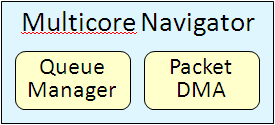 Multicore Navigator
Queue
Manager
Packet
DMA